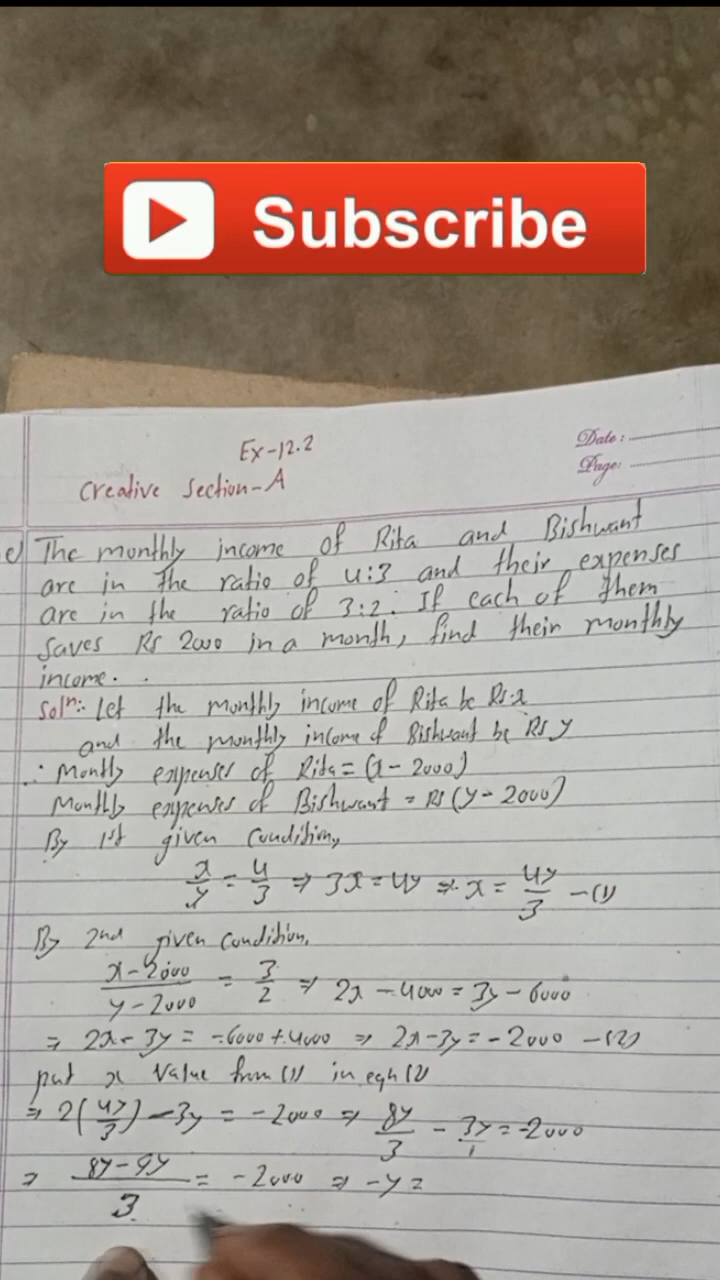 Subscribe
Date:
Page:
Ex-12.2
Creative Section-A
c) The monthly income of Rita and Bishwant
are in the ratio of 4:3 and their expenses
are in the ratio of 3:2. If each of them
saves Rs 2000 in a month, find their monthly
income.
Solⁿ:- Let the monthly income of Rita be Rs.x
and the monthly income of Bishwant be Rs y
∴ Montly expenses of Rita = (x - 2000)
Monthly expenses of Bishwant = Rs (y - 2000)
By 1st given condition,
x/y = 4/3 ⇒ 3x = 4y ⇒ x = 4y/3 -(1)
By 2nd given condition,
x-2000/y-2000 = 3/2 ⇒ 2x - 4000 = 3y - 6000
⇒ 2x - 3y = -6000 + 4000 ⇒ 2x - 3y = -2000 -(2)
put x value from (1) in eqn (2)
⇒ 2(4y/3) - 3y = -2000 ⇒ 8y/3 - 3y/1 = -2000
⇒ 8y-9y/3 = -2000 ⇒ -y =